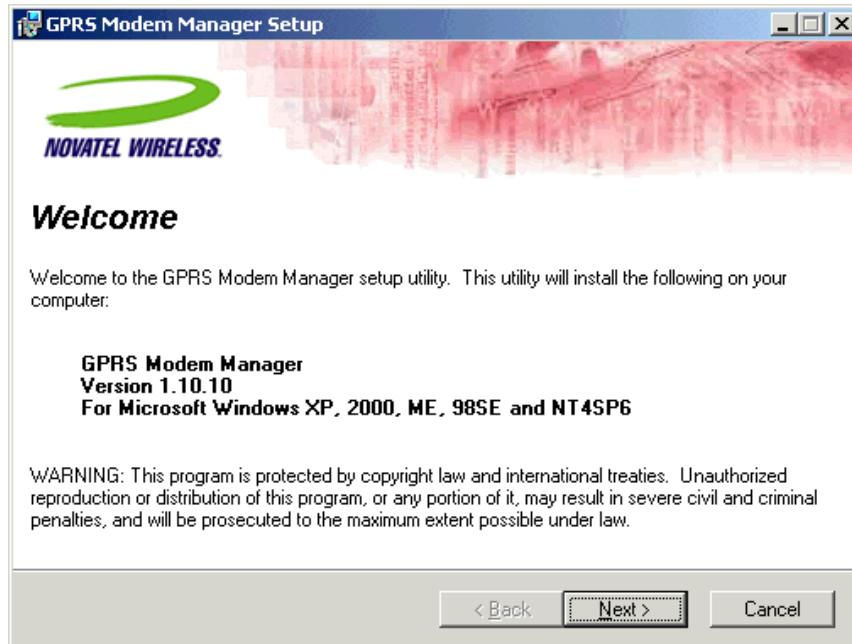 GPRS Modem Manager Setup
NOVATEL WIRELESS.
Welcome
Welcome to the GPRS Modem Manager setup utility.  This utility will install the following on your
computer:
GPRS Modem Manager
Version 1.10.10
For Microsoft Windows XP, 2000, ME, 98SE and NT4SP6
WARNING: This program is protected by copyright law and international treaties.  Unauthorized
reproduction or distribution of this program, or any portion of it, may result in severe civil and criminal
penalties, and will be prosecuted to the maximum extent possible under law.
< Back
Next >
Cancel